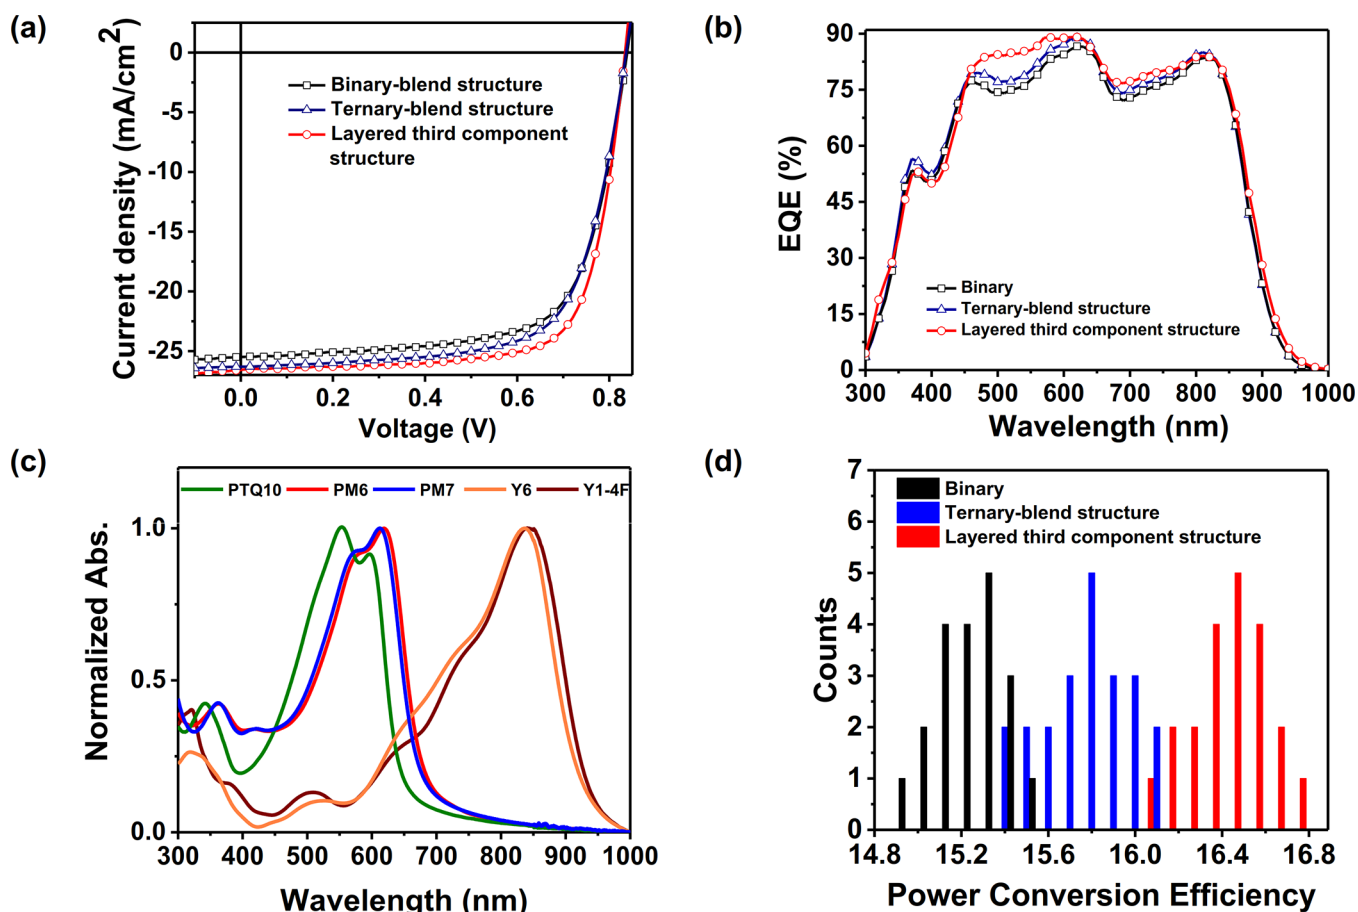 (a)
0
-5
-10
-15
-20
-25
Current density (mA/cm²)
Binary-blend structure
Ternary-blend structure
Layered third component
structure
0.0 0.2 0.4 0.6 0.8
Voltage (V)
(b)
90
75
60
45
30
15
0
EQE (%)
Binary
Ternary-blend structure
Layered third component structure
300 400 500 600 700 800 900 1000
Wavelength (nm)
(c)
PTQ10 PM6 PM7 Y6 Y1-4F
1.0
0.5
0.0
Normalized Abs.
300 400 500 600 700 800 900 1000
Wavelength (nm)
(d)
7
6
5
4
3
2
1
0
Counts
Binary
Ternary-blend structure
Layered third component structure
14.8 15.2 15.6 16.0 16.4 16.8
Power Conversion Efficiency